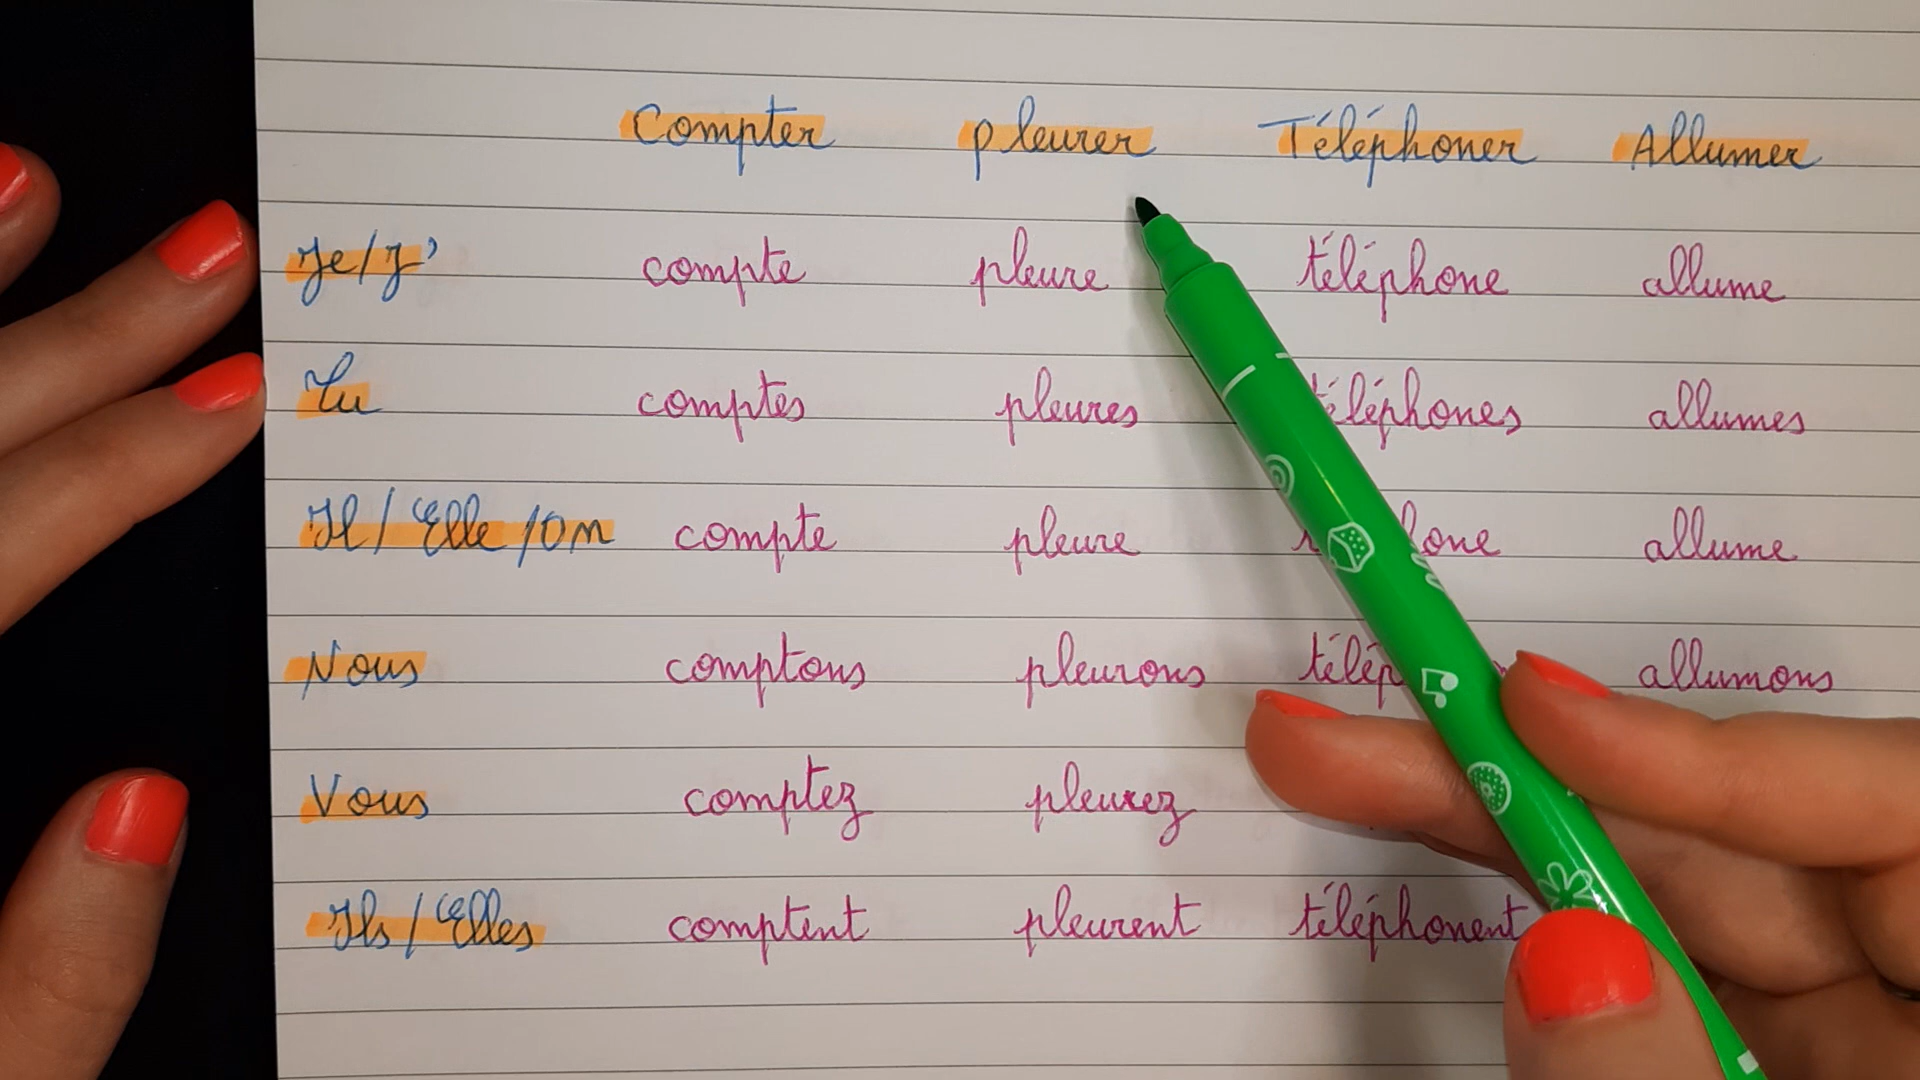 Compter pleurer Téléphoner Allumer
Je/J' compte pleure téléphone allume
Tu comptes pleures téléphones allumes
Il/Elle/On compte pleure allume
Nous comptons pleurons allumons
Vous comptez pleurez
Ils/Elles comptent pleurent téléphonent